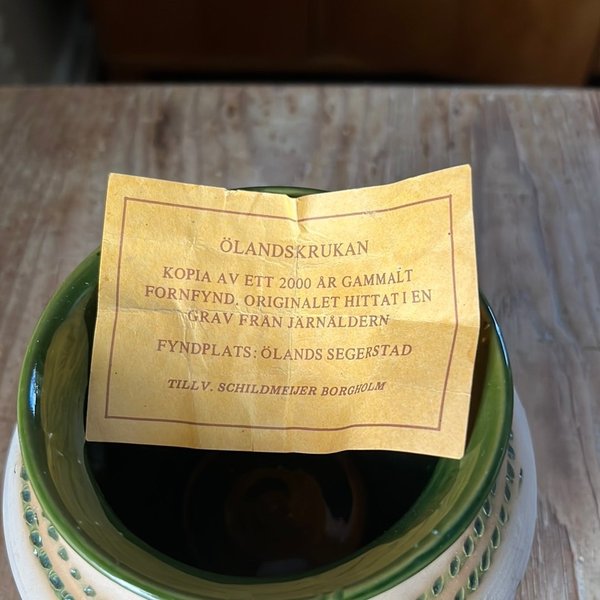 ÖLANDSKRUKAN
KOPIA AV ETT 2000 ÅR GAMMALT
FORNFYND. ORIGINALET HITTAT I EN
GRAV FRÅN JÄRNÅLDERN
FYNDPLATS: ÖLANDS SEGERSTAD
TILLV. SCHILDMEIJER BORGHOLM